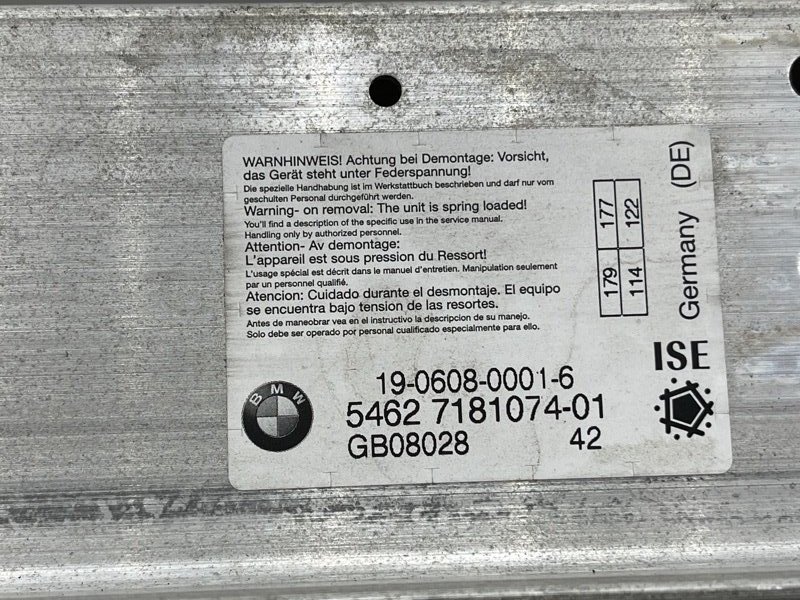 WARNHINWEIS! Achtung bei Demontage: Vorsicht,
das Gerät steht unter Federspannung!
Die spezielle Handhabung ist im Werkstattbuch beschrieben und darf nur vom
geschulten Personal durchgeführt werden.
Warning- on removal: The unit is spring loaded!
You'll find a description of the specific use in the service manual.
Handling only by authorized personnel.
Attention- Av demontage:
L'appareil est sous pression du Ressort!
L'usage spécial est décrit dans le manuel d'entretien. Manipulation seulement
par un personnel qualifié.
Atencion: Cuidado durante el desmontaje. El equipo
se encuentra bajo tension de las resortes.
Antes de maneobrar vea en el instructivo la descripcion de su manejo.
Solo debe ser operado por personal cualificado especialmente para ello.
179 177
114 122
Germany (DE)
ISE
19-0608-0001-6
BMW
5462 7181074-01
GB08028 42